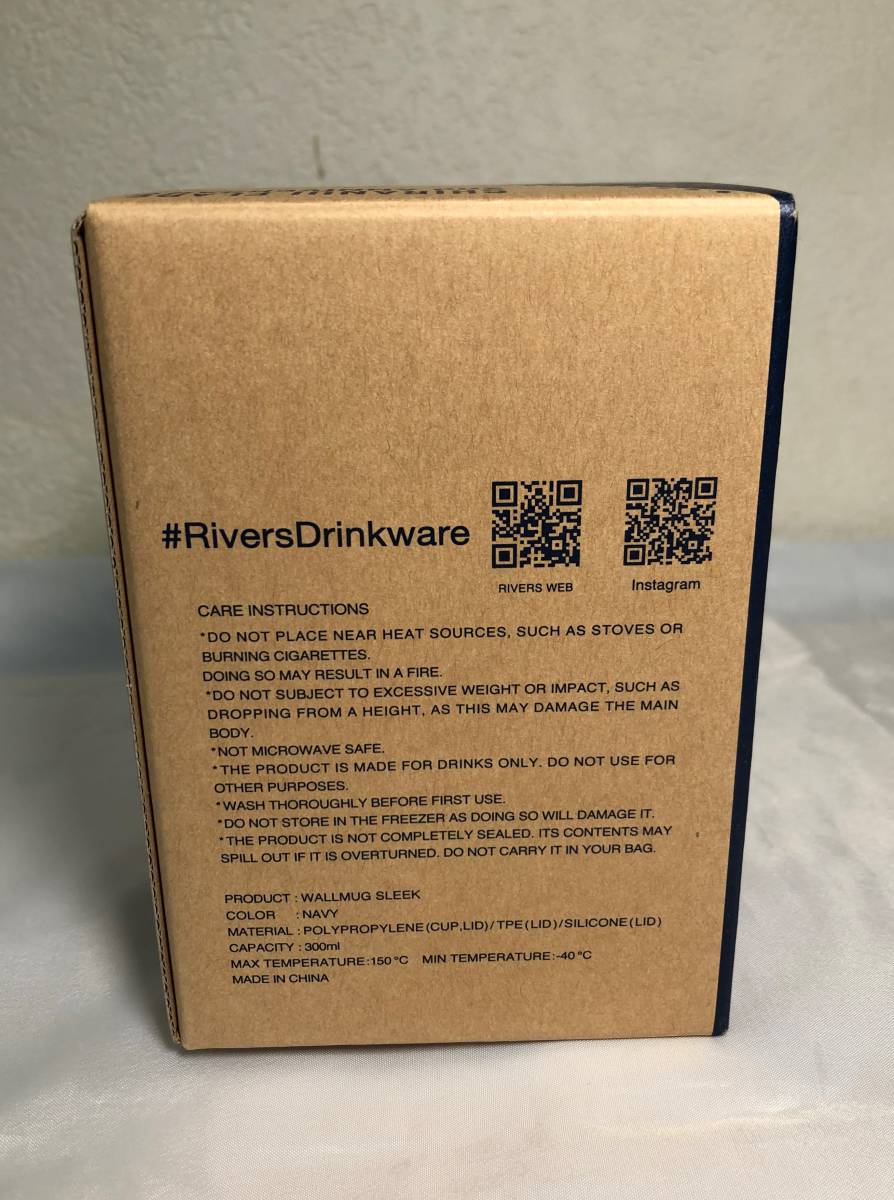 #RiversDrinkware
RIVERS WEB
Instagram
CARE INSTRUCTIONS
*DO NOT PLACE NEAR HEAT SOURCES, SUCH AS STOVES OR
BURNING CIGARETTES.
DOING SO MAY RESULT IN A FIRE.
*DO NOT SUBJECT TO EXCESSIVE WEIGHT OR IMPACT, SUCH AS
DROPPING FROM A HEIGHT, AS THIS MAY DAMAGE THE MAIN
BODY.
*NOT MICROWAVE SAFE.
*THE PRODUCT IS MADE FOR DRINKS ONLY. DO NOT USE FOR
OTHER PURPOSES.
*WASH THOROUGHLY BEFORE FIRST USE.
*DO NOT STORE IN THE FREEZER AS DOING SO WILL DAMAGE IT.
*THE PRODUCT IS NOT COMPLETELY SEALED. ITS CONTENTS MAY
SPILL OUT IF IT IS OVERTURNED. DO NOT CARRY IT IN YOUR BAG.
PRODUCT : WALLMUG SLEEK
COLOR : NAVY
MATERIAL : POLYPROPYLENE(CUP,LID)/TPE(LID)/SILICONE(LID)
CAPACITY : 300ml
MAX TEMPERATURE:150°C MIN TEMPERATURE:-40°C
MADE IN CHINA